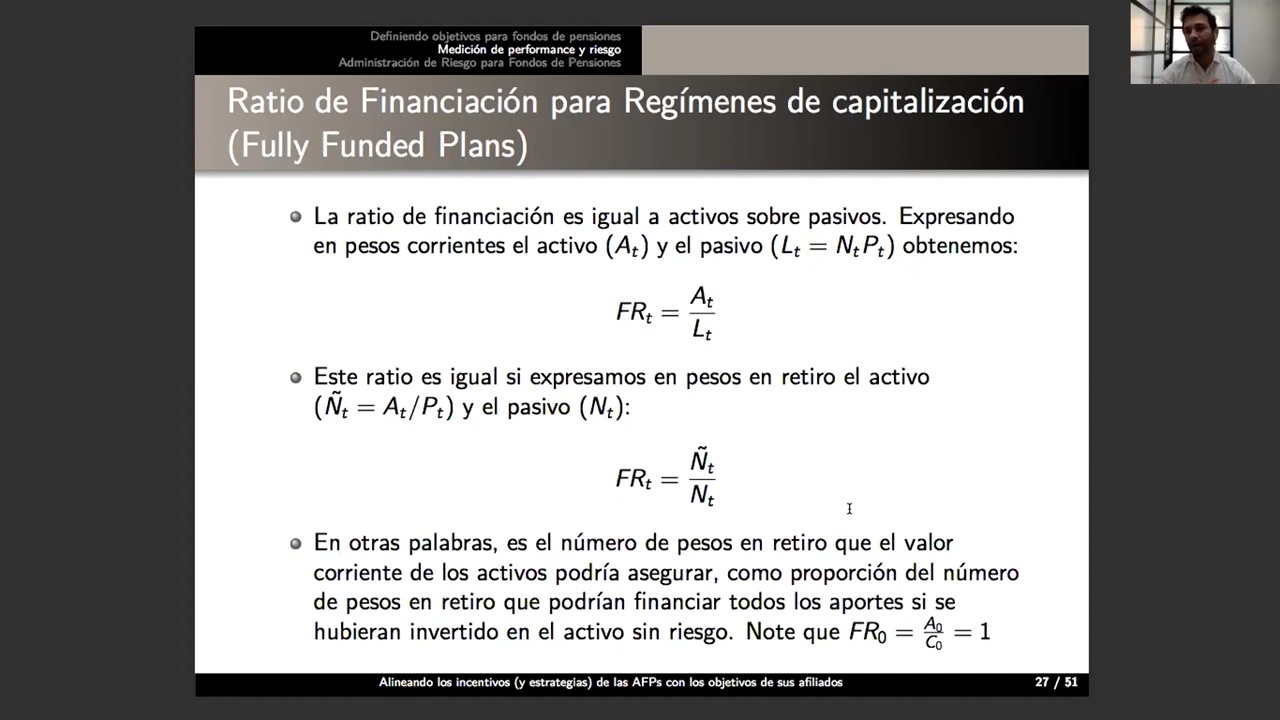 Definiendo objetivos para fondos de pensiones
Medición de performance y riesgo
Administración de Riesgo para Fondos de Pensiones
Ratio de Financiación para Regímenes de capitalización
(Fully Funded Plans)
La ratio de financiación es igual a activos sobre pasivos. Expresando
en pesos corrientes el activo (A_t) y el pasivo (L_t = N_tP_t) obtenemos:
FR_t = A_t / L_t
Este ratio es igual si expresamos en pesos en retiro el activo
(Ñ_t = A_t/P_t) y el pasivo (N_t):
FR_t = Ñ_t / N_t
En otras palabras, es el número de pesos en retiro que el valor
corriente de los activos podría asegurar, como proporción del número
de pesos en retiro que podrían financiar todos los aportes si se
hubieran invertido en el activo sin riesgo. Note que FR_0 = A_0 / C_0 = 1
Alineando los incentivos (y estrategias) de las AFPs con los objetivos de sus afiliados
27 / 51